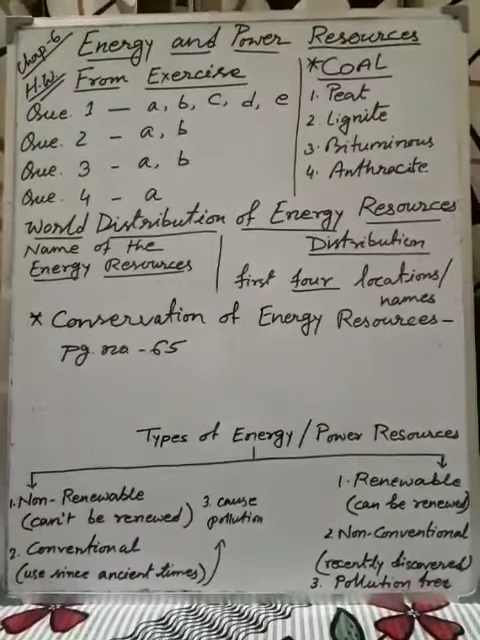 Chap-6
Energy and Power Resources
H.W. From Exercise
Que. 1 - a, b, c, d, e
Que. 2 - a, b
Que. 3 - a, b
Que. 4 - a
* COAL
1. Peat
2. Lignite
3. Bituminous
4. Anthrocite
World Distribution of Energy Resources
Name of the
Energy Resources
Distribution
first four locations/
names
* Conservation of Energy Resources -
Pg. no - 65
Types of Energy/Power Resources
1. Non-Renewable
(can't be renewed)
2. Conventional
(use since ancient times)
3. cause
pollution
1. Renewable
(can be renewed)
2 Non-Conventional
(recently discovered)
3. Pollution free